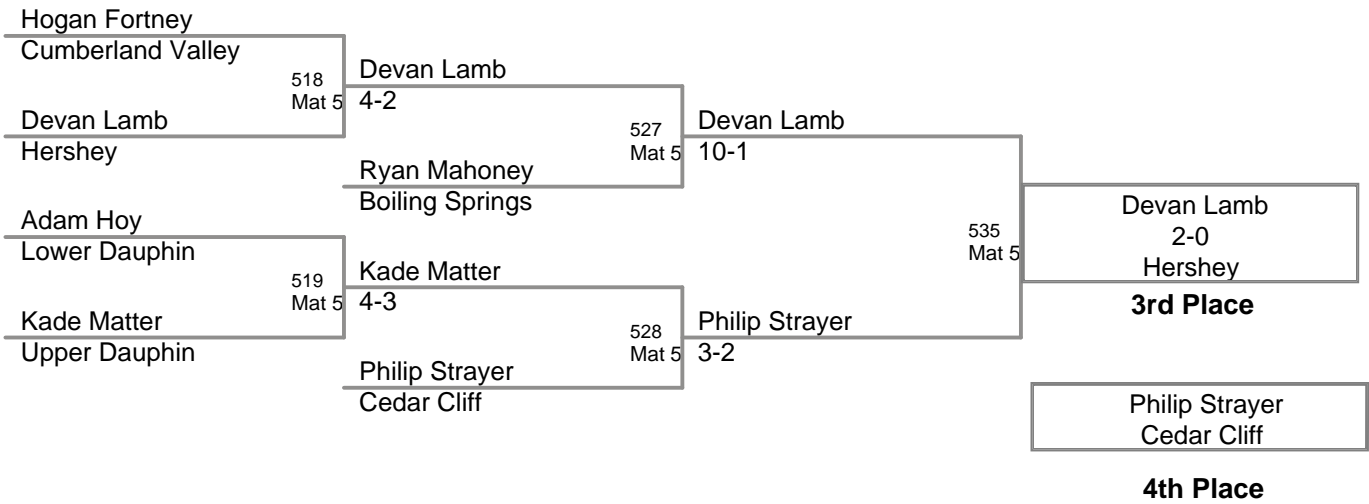 Hogan Fortney
Cumberland Valley
518
Mat 5
Devan Lamb
4-2
Devan Lamb
Hershey
527
Mat 5
Devan Lamb
10-1
Ryan Mahoney
Boiling Springs
Adam Hoy
Lower Dauphin
535
Mat 5
Devan Lamb
2-0
Hershey
3rd Place
519
Mat 5
Kade Matter
4-3
Kade Matter
Upper Dauphin
528
Mat 5
Philip Strayer
3-2
Philip Strayer
Cedar Cliff
Philip Strayer
Cedar Cliff
4th Place